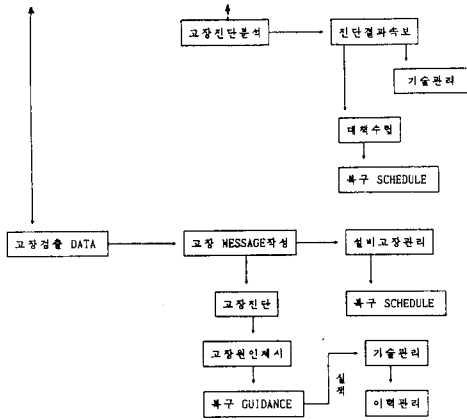 고장진단분석
진단결과속보
기술관리
대책수립
복구 SCHEDULE
고장검출 DATA
고장 MESSAGE작성
설비고장관리
고장진단
복구 SCHEDULE
고장원인제시
기술관리
실적
복구 GUIDANCE
이력관리